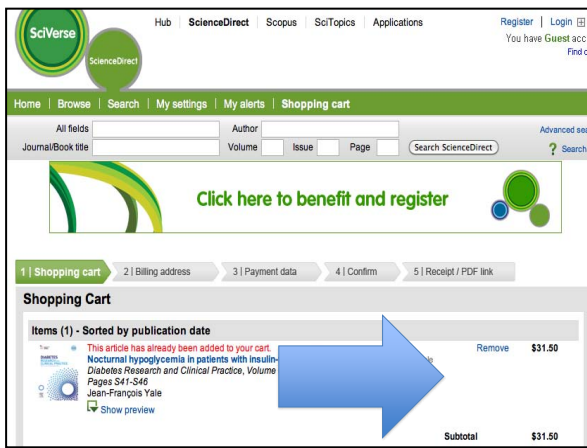 SciVerse
Hub ScienceDirect Scopus SciTopics Applications
Register | Login
You have Guest acc
Find o
ScienceDirect
Home | Browse | Search | My settings | My alerts | Shopping cart
All fields Author Advanced sea
Journal/Book title Volume Issue Page Search ScienceDirect ? Search
Click here to benefit and register
1 | Shopping cart 2 | Billing address 3 | Payment data 4 | Confirm 5 | Receipt / PDF link
Shopping Cart
Items (1) - Sorted by publication date
This article has already been added to your cart.
Nocturnal hypoglycemia in patients with insulin- Remove $31.50
Diabetes Research and Clinical Practice, Volume
Pages S41-S46
Jean-François Yale
Show preview
Subtotal $31.50